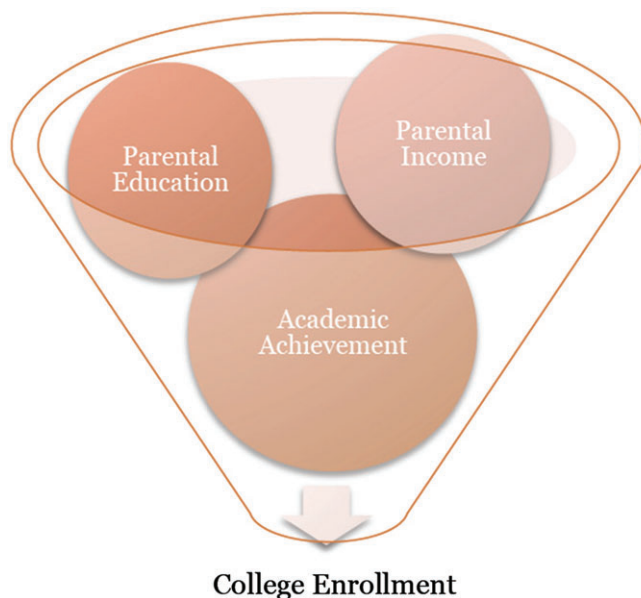 Parental
Education
Parental
Income
Academic
Achievement
College Enrollment